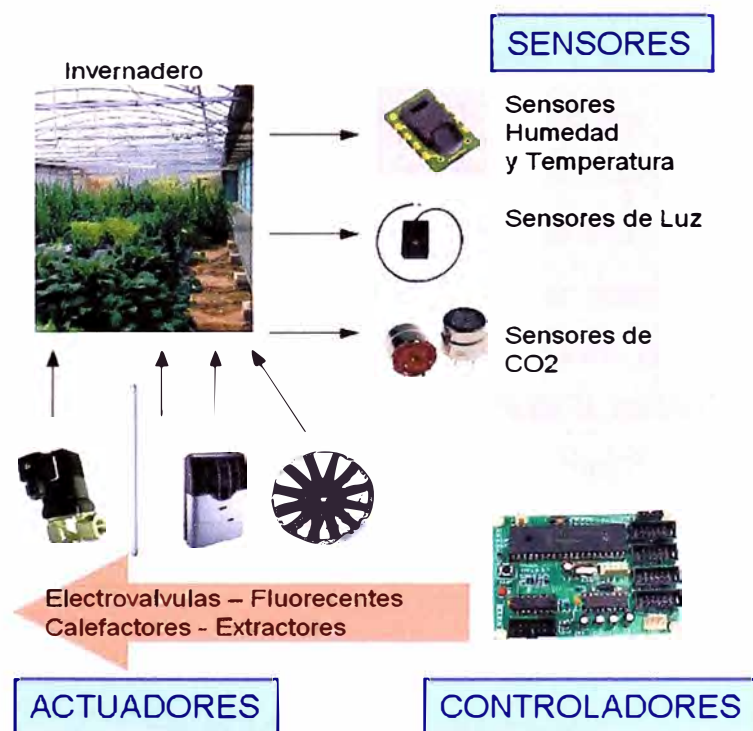 SENSORES
Invernadero
Sensores
Humedad
y Temperatura
Sensores de Luz
Sensores de
CO2
Electrovalvulas – Fluorecentes
Calefactores - Extractores
ACTUADORES
CONTROLADORES